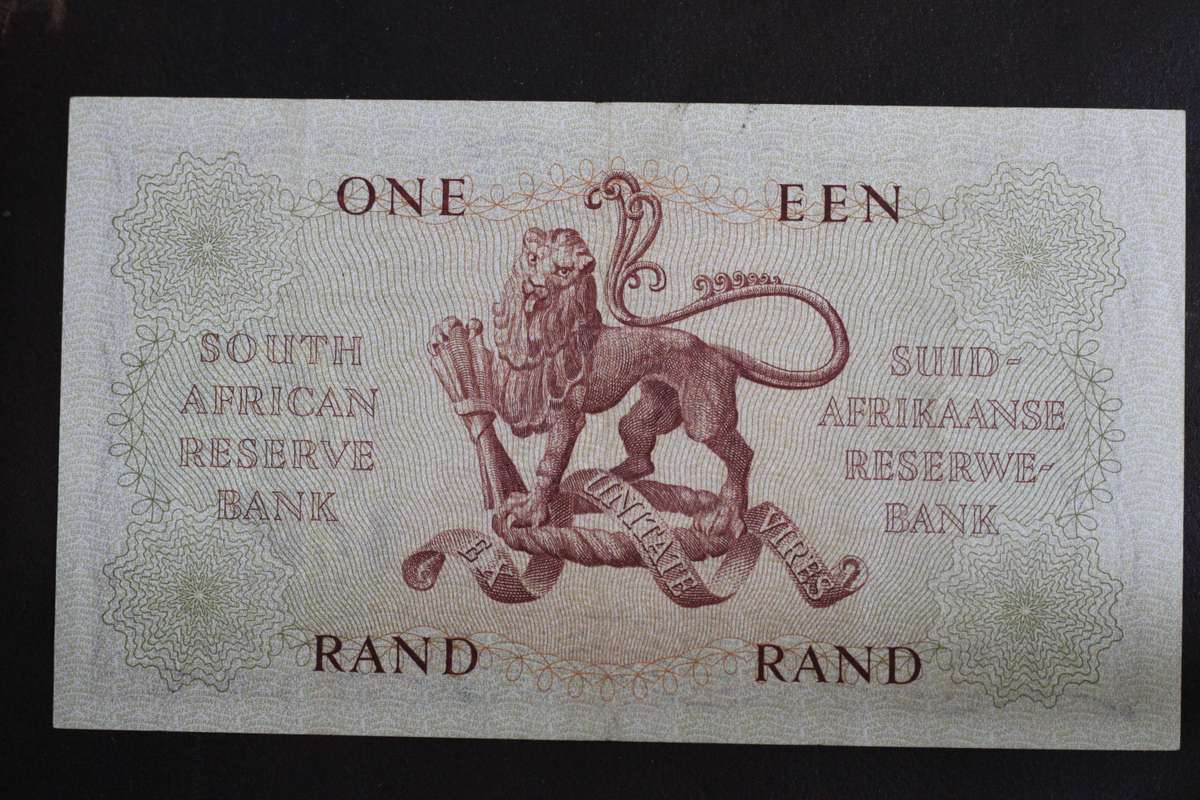 ONE EEN
SOUTH
AFRICAN
RESERVE
BANK
SUID-
AFRIKAANSE
RESERWE-
BANK
EX UNITATE VIRES
RAND RAND